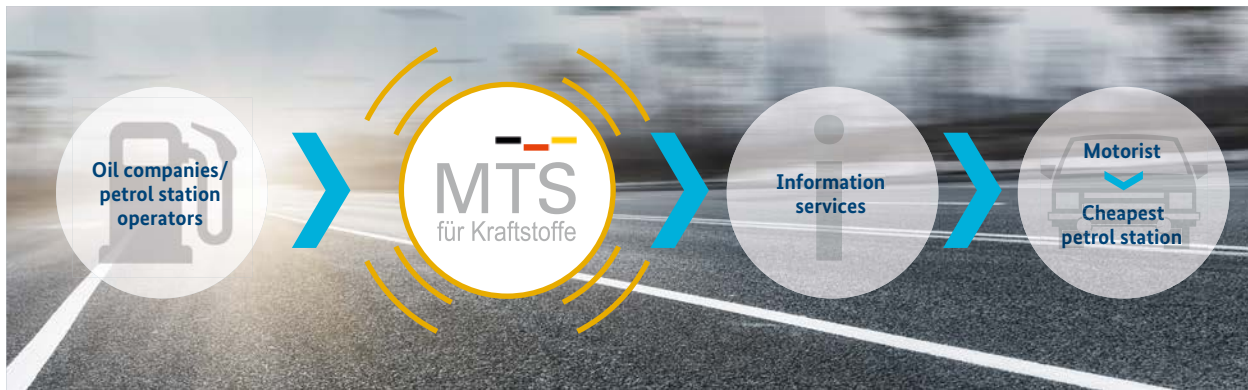 Oil companies/
petrol station
operators
MTS
für Kraftstoffe
Information
services
Motorist
Cheapest
petrol station